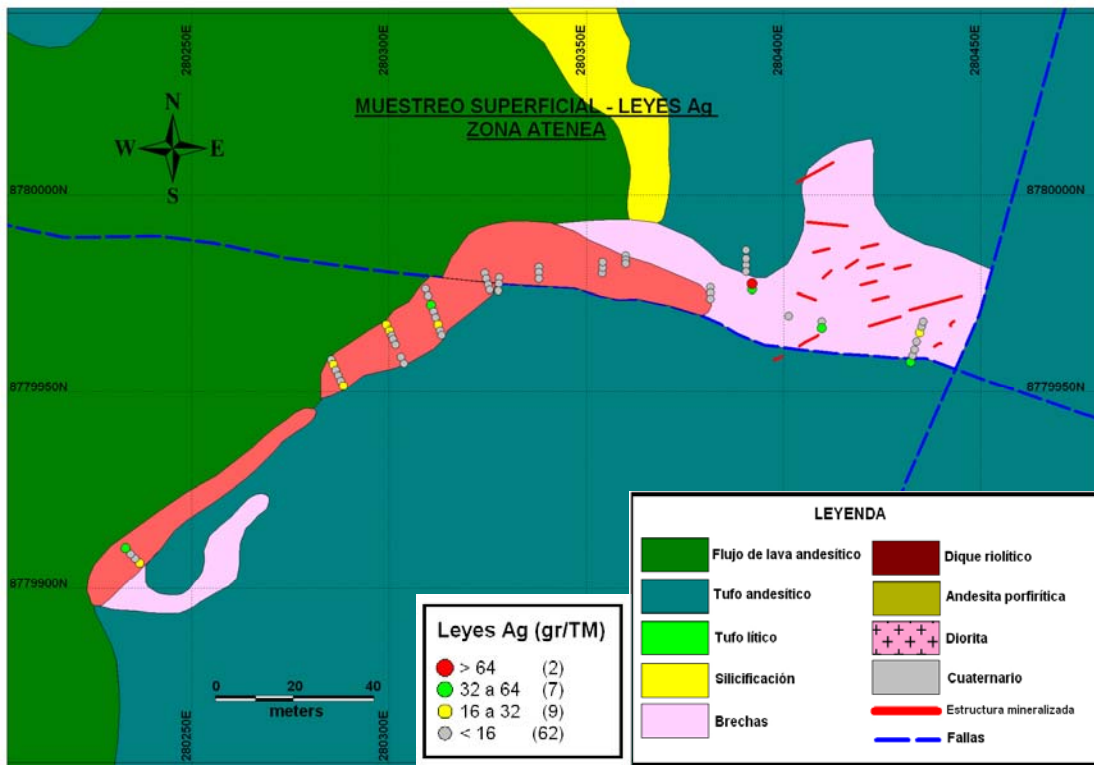 280250E
280300E
280350E
280400E
280450E
MUESTREO SUPERFICIAL - LEYES Ag
ZONA ATENEA
N
W
E
S
8780000N
8780000N
8779950N
8779950N
8779900N
0 20 40
meters
280250E
280300E
Leyes Ag (gr/TM)
> 64 (2)
32 a 64 (7)
16 a 32 (9)
< 16 (62)
LEYENDA
Flujo de lava andesítico
Tufo andesítico
Tufo lítico
Silicificación
Brechas
Dique riolítico
Andesita porfirítica
Diorita
Cuaternario
Estructura mineralizada
Fallas